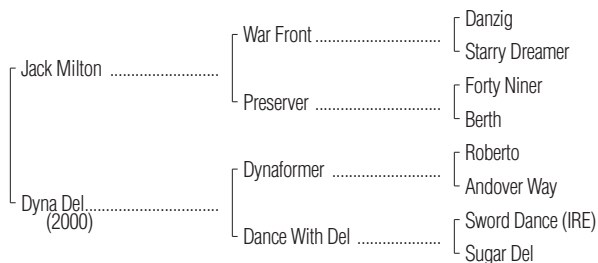 Danzig
War Front ..............................
Starry Dreamer
Jack Milton ..........................
Forty Niner
Preserver ..............................
Berth
Roberto
Dynaformer ..........................
Andover Way
Dyna Del................................
(2000)
Sword Dance (IRE)
Dance With Del ....................
Sugar Del